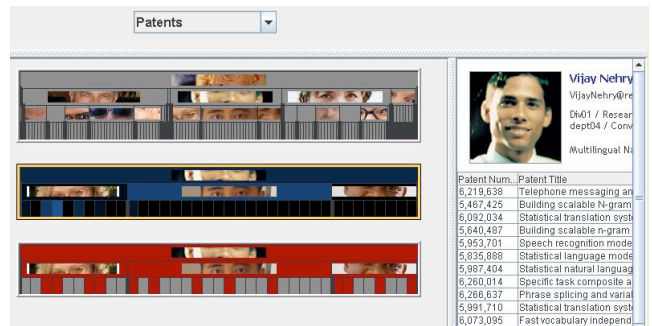 Patents
Vijay Nehry
VijayNehry@re
Div01 / Resear
dept04 / Conv
Multilingual Na
Patent Num... Patent Title
6,219,638 Telephone messaging an
5,467,425 Building scalable N-gram
6,092,034 Statistical translation syste
5,640,487 Building scalable n-gram
5,953,701 Speech recognition mode
5,835,888 Statistical language mode
5,987,404 Statistical natural languag
6,260,014 Specific task composite a
6,266,637 Phrase splicing and varial
5,991,710 Statistical translation syste
6,073,095 Fast vocabulary independ